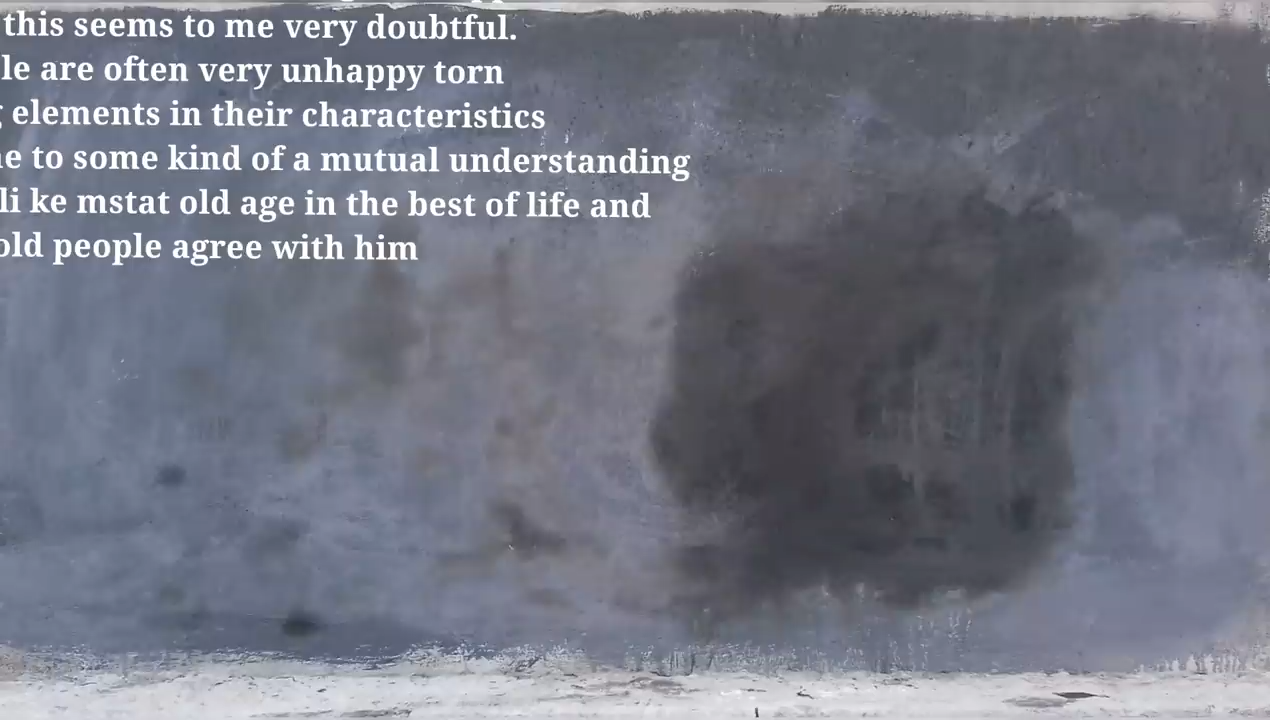 this seems to me very doubtful.
le are often very unhappy torn
elements in their characteristics
e to some kind of a mutual understanding
li ke mstat old age in the best of life and
old people agree with him